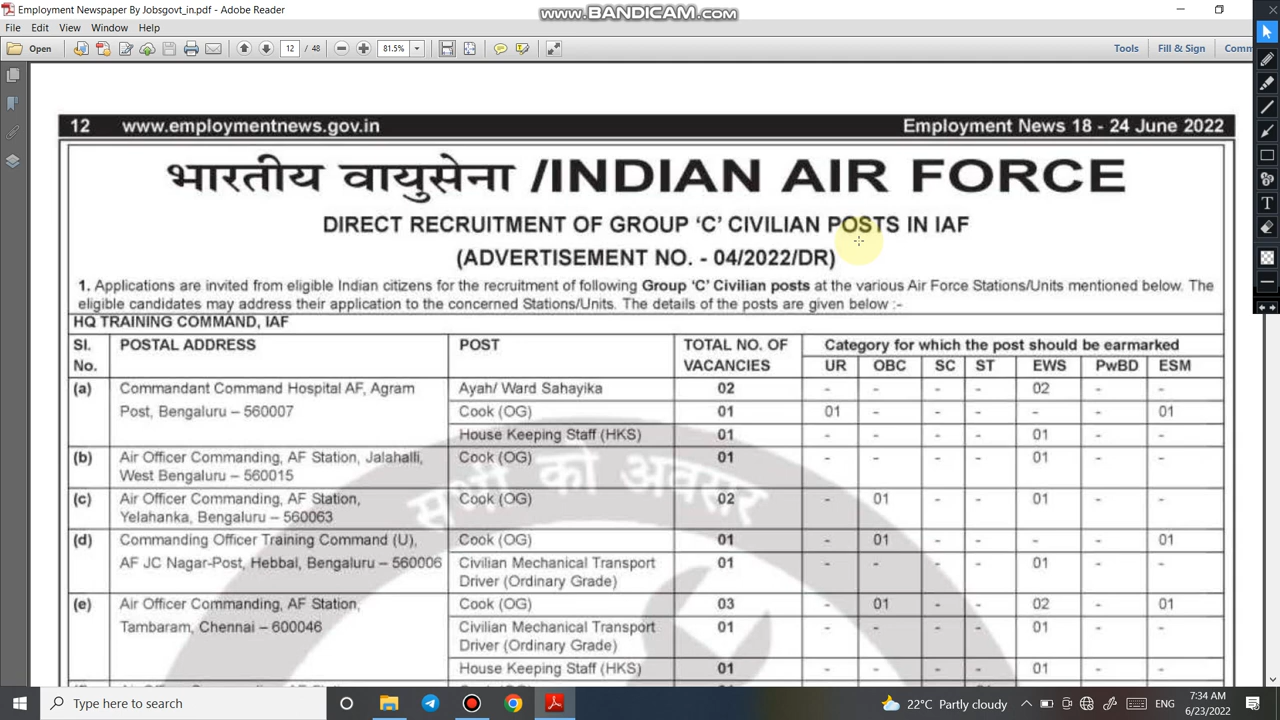 Employment Newspaper By Jobsgovt_in.pdf - Adobe Reader
www.BANDICAM.com
File Edit View Window Help
Open 12 / 48 81.5% Tools Fill & Sign Comm
12 www.employmentnews.gov.in Employment News 18 - 24 June 2022
भारतीय वायुसेना /INDIAN AIR FORCE
DIRECT RECRUITMENT OF GROUP ‘C’ CIVILIAN POSTS IN IAF
(ADVERTISEMENT NO. - 04/2022/DR)
1. Applications are invited from eligible Indian citizens for the recruitment of following Group ‘C’ Civilian posts at the various Air Force Stations/Units mentioned below. The
eligible candidates may address their application to the concerned Stations/Units. The details of the posts are given below :-
HQ TRAINING COMMAND, IAF
Sl. POSTAL ADDRESS POST TOTAL NO. OF Category for which the post should be earmarked
No. VACANCIES UR OBC SC ST EWS PwBD ESM
(a) Commandant Command Hospital AF, Agram Ayah/ Ward Sahayika 02 - - - - 02 - -
Post, Bengaluru – 560007 Cook (OG) 01 01 - - - - - 01
House Keeping Staff (HKS) 01 - - - - 01 - -
(b) Air Officer Commanding, AF Station, Jalahalli, Cook (OG) 01 - - - - 01 - -
West Bengaluru – 560015
(c) Air Officer Commanding, AF Station, Cook (OG) 02 - 01 - - 01 - -
Yelahanka, Bengaluru – 560063
(d) Commanding Officer Training Command (U), Cook (OG) 01 - 01 - - - - 01
AF JC Nagar-Post, Hebbal, Bengaluru – 560006 Civilian Mechanical Transport 01 - - - - 01 - -
Driver (Ordinary Grade)
(e) Air Officer Commanding, AF Station, Cook (OG) 03 - 01 - - 02 - 01
Tambaram, Chennai – 600046 Civilian Mechanical Transport 01 - - - - 01 - -
Driver (Ordinary Grade)
House Keeping Staff (HKS) 01 - - - - 01 - -
सभी को अवसर
Type here to search 22°C Partly cloudy ENG 7:34 AM
6/23/2022